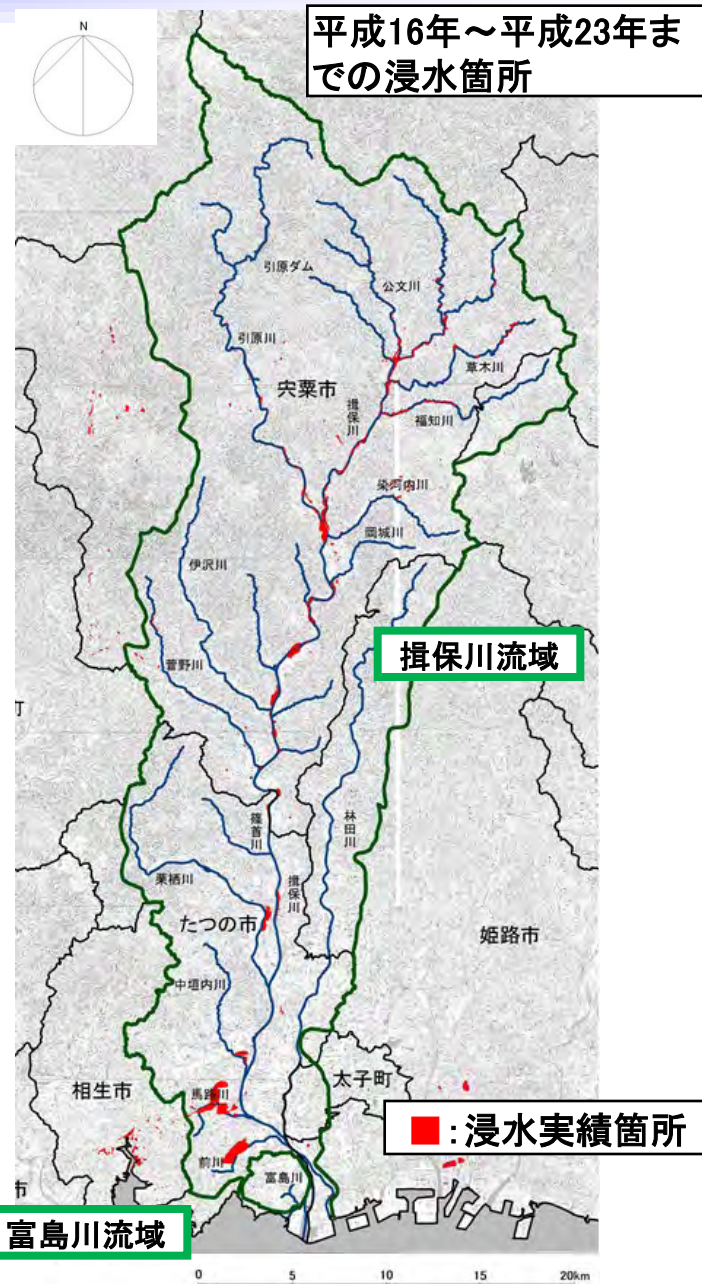 平成16年～平成23年ま
での浸水箇所
N
引原ダム
公文川
引原川
草木川
宍粟市
揖保川
福知川
染河内川
岡城川
伊沢川
揖保川流域
菅野川
町
篠首川
林田川
揖保川
栗栖川
たつの市
姫路市
中垣内川
太子町
相生市
馬路川
■:浸水実績箇所
前川
富島川
市
富島川流域
0 5 10 15 20km